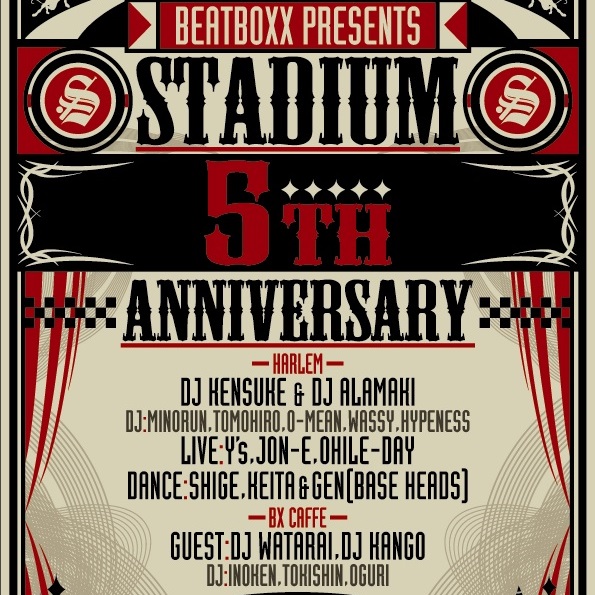 BEATBOXX PRESENTS
S STADIUM S
5TH
ANNIVERSARY
HARLEM
DJ KENSUKE & DJ ALAMAKI
DJ:MINORUN,TOMOHIRO,O-MEAN,WASSY,HYPENESS
LIVE:Y's,JON-E,OHILE-DAY
DANCE:SHIGE,KEITA&GEN(BASE HEADS)
BX CAFFE
GUEST:DJ WATARAI,DJ KANGO
DJ:INOKEN,TOKISHIN,OGURI